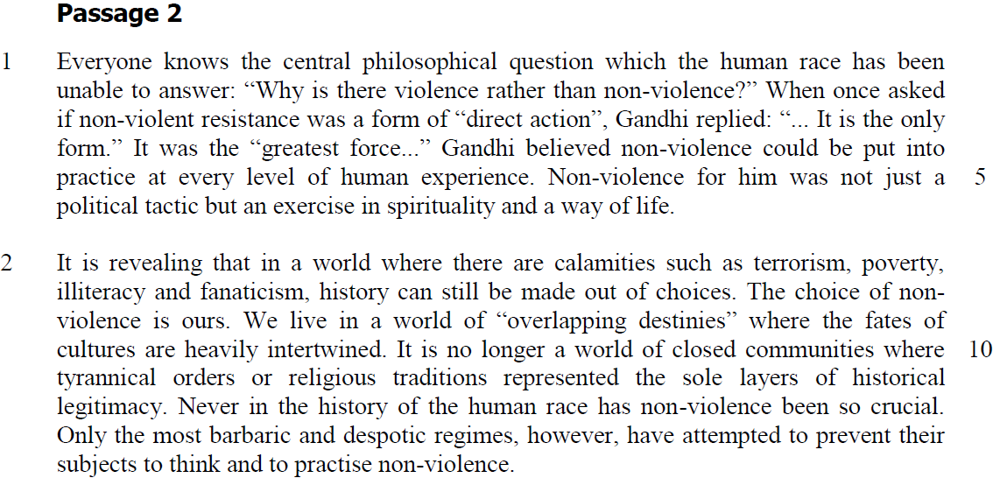 Passage 2
1 Everyone knows the central philosophical question which the human race has been
unable to answer: “Why is there violence rather than non-violence?” When once asked
if non-violent resistance was a form of “direct action”, Gandhi replied: “... It is the only
form.” It was the “greatest force...” Gandhi believed non-violence could be put into
practice at every level of human experience. Non-violence for him was not just a 5
political tactic but an exercise in spirituality and a way of life.
2 It is revealing that in a world where there are calamities such as terrorism, poverty,
illiteracy and fanaticism, history can still be made out of choices. The choice of non-
violence is ours. We live in a world of “overlapping destinies” where the fates of
cultures are heavily intertwined. It is no longer a world of closed communities where 10
tyrannical orders or religious traditions represented the sole layers of historical
legitimacy. Never in the history of the human race has non-violence been so crucial.
Only the most barbaric and despotic regimes, however, have attempted to prevent their
subjects to think and to practise non-violence.